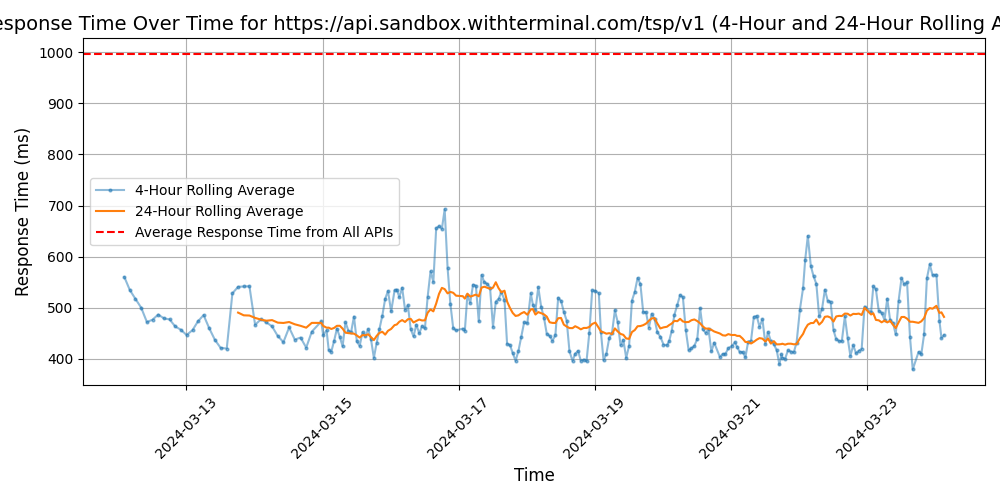 esponse Time Over Time for https://api.sandbox.withterminal.com/tsp/v1 (4-Hour and 24-Hour Rolling A
1000
900
800
700
600
500
400
Response Time (ms)
4-Hour Rolling Average
24-Hour Rolling Average
Average Response Time from All APIs
2024-03-13
2024-03-15
2024-03-17
2024-03-19
2024-03-21
2024-03-23
Time